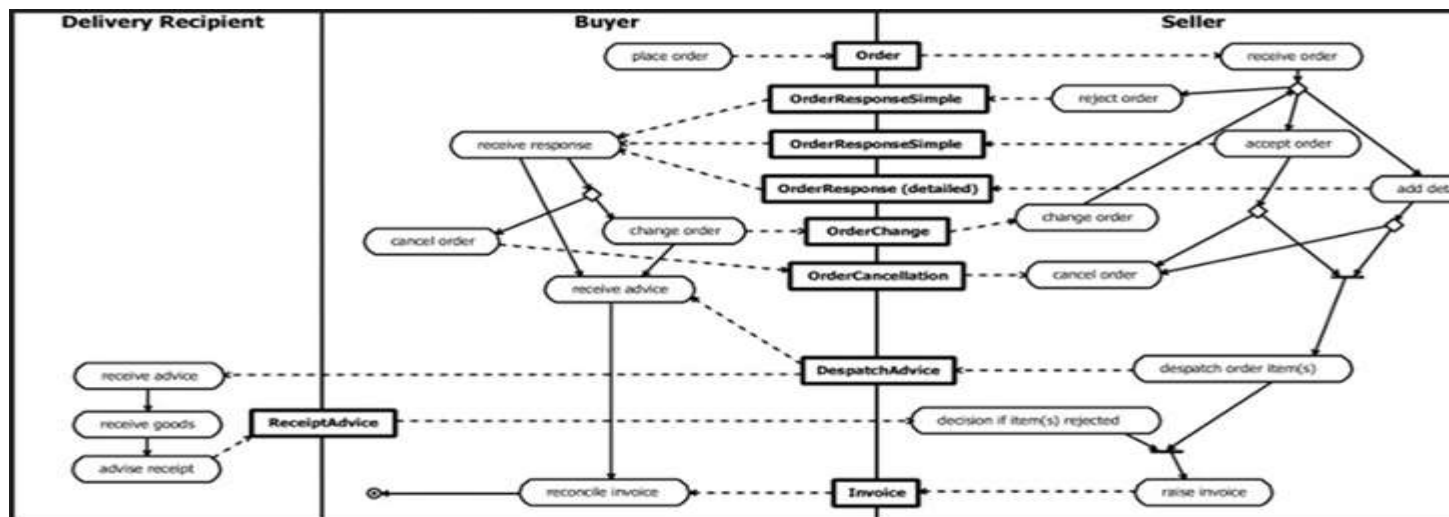 Delivery Recipient
Buyer
Seller
place order
Order
receive order
OrderResponseSimple
reject order
receive response
OrderResponseSimple
accept order
OrderResponse (detailed)
add det
cancel order
change order
OrderChange
change order
OrderCancellation
cancel order
receive advice
receive advice
DespatchAdvice
despatch order item(s)
receive goods
ReceiptAdvice
decision if item(s) rejected
advise receipt
reconcile invoice
Invoice
raise invoice